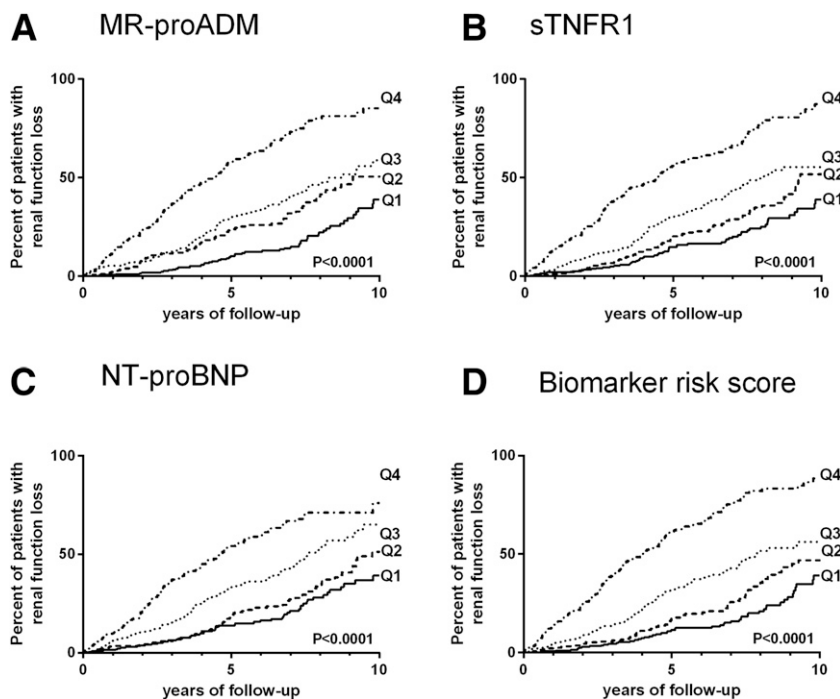 A MR-proADM
Percent of patients with
renal function loss
100
50
0
Q4
Q3
Q2
Q1
P<0.0001
0 5 10
years of follow-up
B sTNFR1
Percent of patients with
renal function loss
100
50
0
Q4
Q3
Q2
Q1
P<0.0001
0 5 10
years of follow-up
C NT-proBNP
Percent of patients with
renal function loss
100
50
0
Q4
Q3
Q2
Q1
P<0.0001
0 5 10
years of follow-up
D Biomarker risk score
Percent of patients with
renal function loss
100
50
0
Q4
Q3
Q2
Q1
P<0.0001
0 5 10
years of follow-up